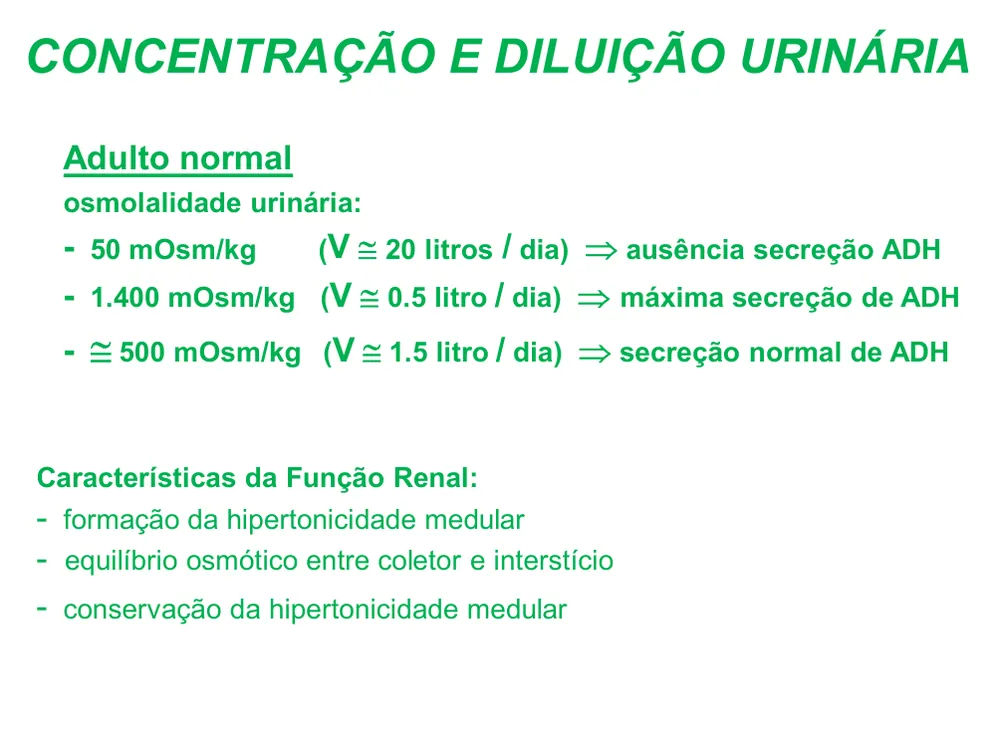 CONCENTRAÇÃO E DILUIÇÃO URINÁRIA
Adulto normal
osmolalidade urinária:
- 50 mOsm/kg (V ≅ 20 litros / dia) ⇒ ausência secreção ADH
- 1.400 mOsm/kg (V ≅ 0.5 litro / dia) ⇒ máxima secreção de ADH
- ≅ 500 mOsm/kg (V ≅ 1.5 litro / dia) ⇒ secreção normal de ADH
Características da Função Renal:
- formação da hipertonicidade medular
- equilíbrio osmótico entre coletor e interstício
- conservação da hipertonicidade medular